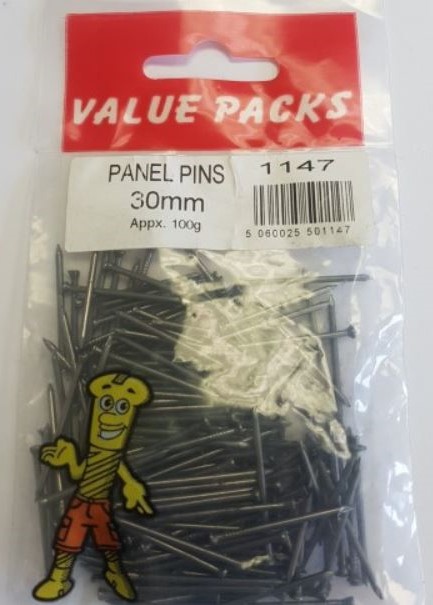 VALUE PACKS
PANEL PINS
30mm
Appx. 100g
1147
5 060025 501147